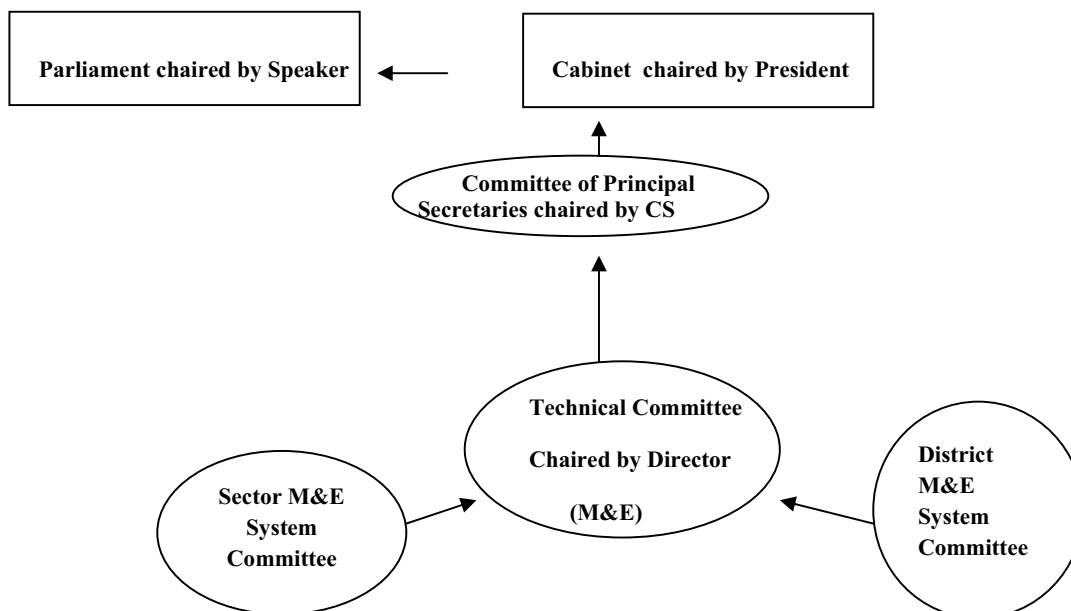 Parliament chaired by Speaker
Cabinet chaired by President
Committee of Principal
Secretaries chaired by CS
Technical Committee
Chaired by Director
(M&E)
Sector M&E
System
Committee
District
M&E
System
Committee